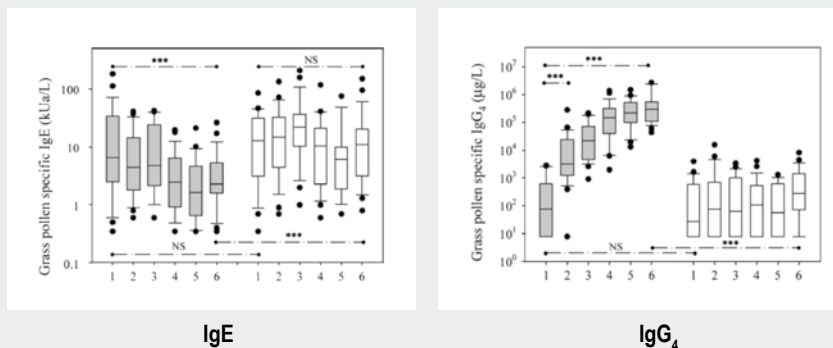 ***
NS
Grass pollen specific IgE (kUa/L)
100
10
1
0.1
NS
***
1 2 3 4 5 6 1 2 3 4 5 6
IgE
***
***
Grass pollen specific IgG4 (µg/L)
10⁷
10⁶
10⁵
10⁴
10³
10²
10¹
10⁰
NS
***
1 2 3 4 5 6 1 2 3 4 5 6
IgG4